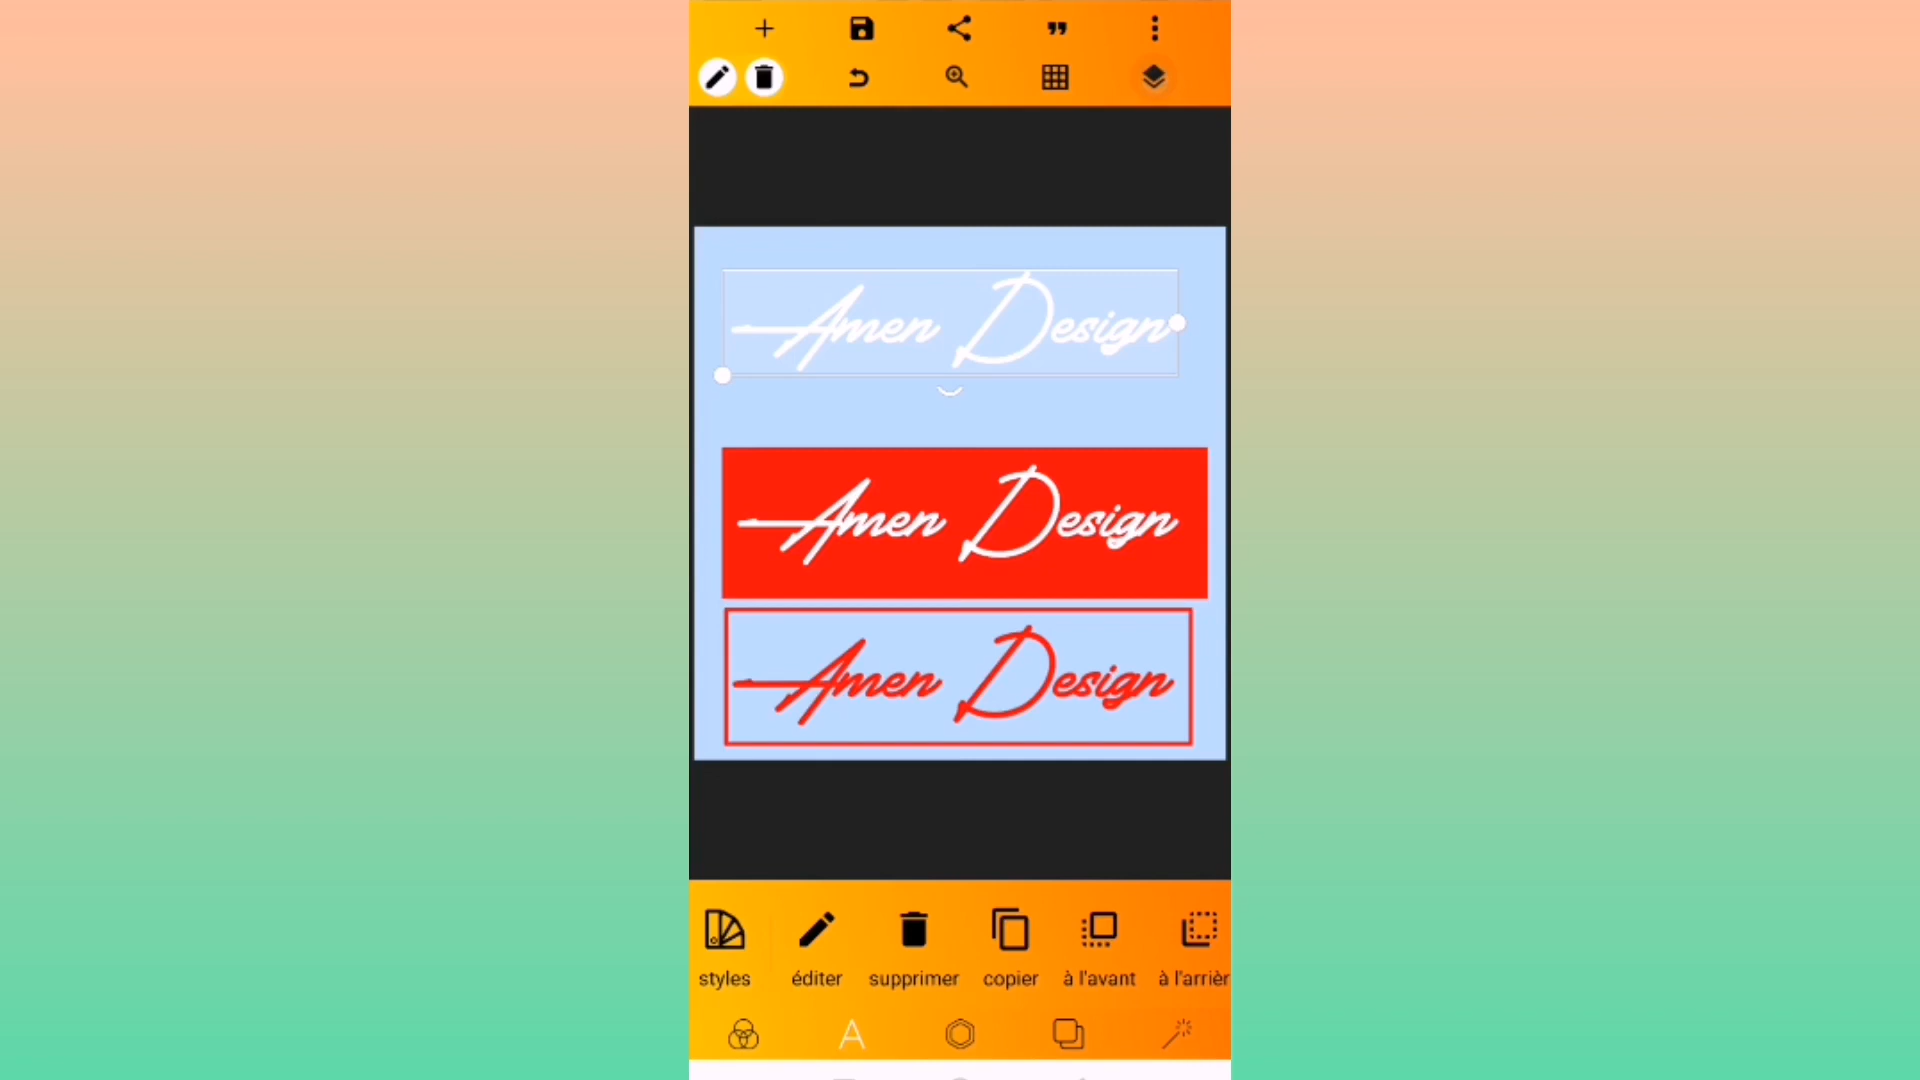 Amen Design
Amen Design
Amen Design
styles éditer supprimer copier à l'avant à l'arrièr
A